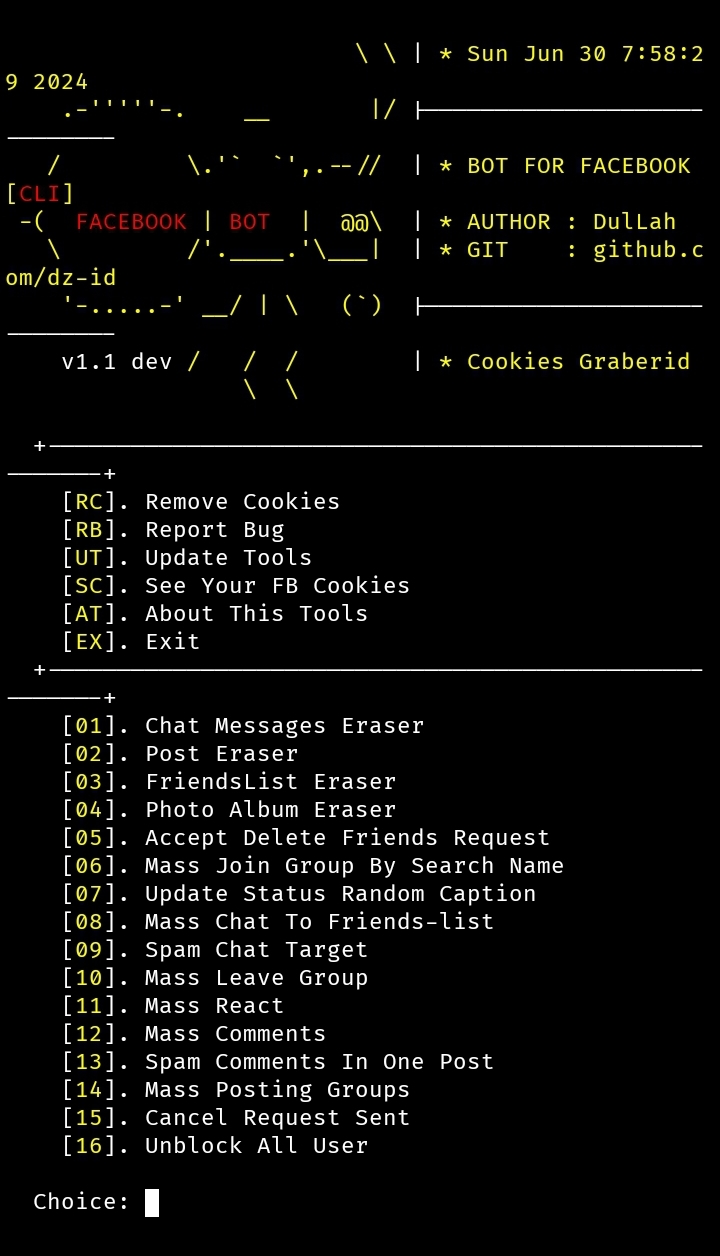 \ \ | * Sun Jun 30 7:58:2
9 2024
.-'''''-.    __       |/ ├─────────────────────
────────
/         \.'`  `',.--//  | * BOT FOR FACEBOOK
[CLI]
-(  FACEBOOK | BOT  |  @@\  | * AUTHOR : DulLah
\         /'.____.'\___|  | * GIT    : github.c
om/dz-id
'-.....-' __/ | \   (`)  ├─────────────────────
────────
v1.1 dev /   /  /        | * Cookies Graberid
\  \
+───────────────────────────────────────────────
───────+
[RC]. Remove Cookies
[RB]. Report Bug
[UT]. Update Tools
[SC]. See Your FB Cookies
[AT]. About This Tools
[EX]. Exit
+───────────────────────────────────────────────
───────+
[01]. Chat Messages Eraser
[02]. Post Eraser
[03]. FriendsList Eraser
[04]. Photo Album Eraser
[05]. Accept Delete Friends Request
[06]. Mass Join Group By Search Name
[07]. Update Status Random Caption
[08]. Mass Chat To Friends-list
[09]. Spam Chat Target
[10]. Mass Leave Group
[11]. Mass React
[12]. Mass Comments
[13]. Spam Comments In One Post
[14]. Mass Posting Groups
[15]. Cancel Request Sent
[16]. Unblock All User
Choice: